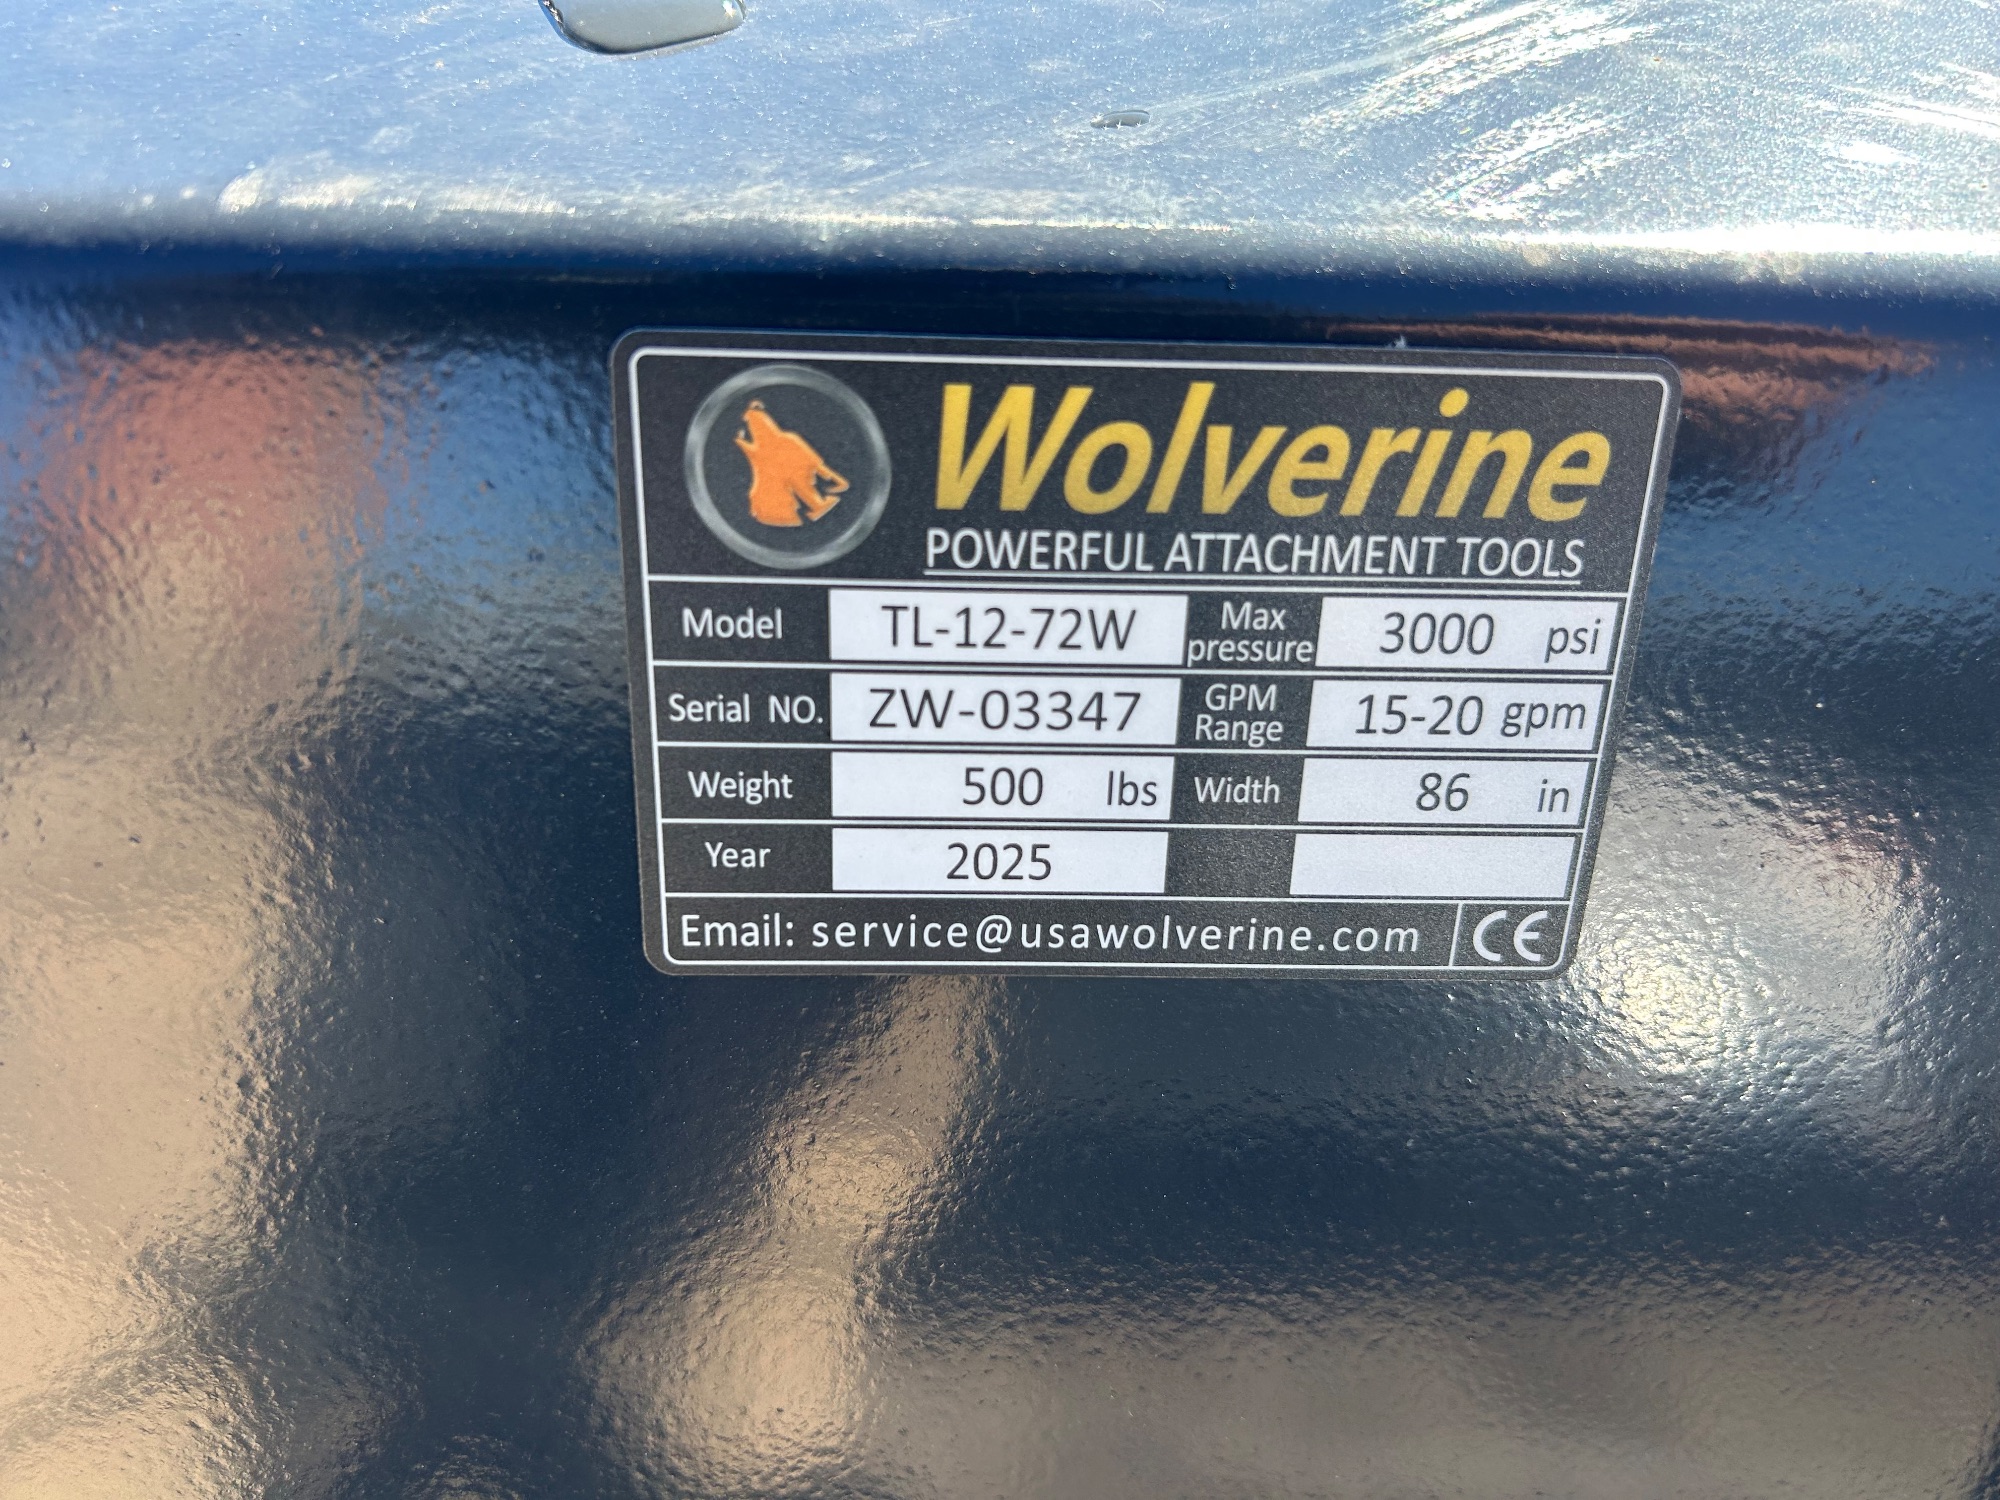 Wolverine
POWERFUL ATTACHMENT TOOLS
Model TL-12-72W Max pressure 3000 psi
Serial NO. ZW-03347 GPM Range 15-20 gpm
Weight 500 lbs Width 86 in
Year 2025
Email: service@usawolverine.com CE